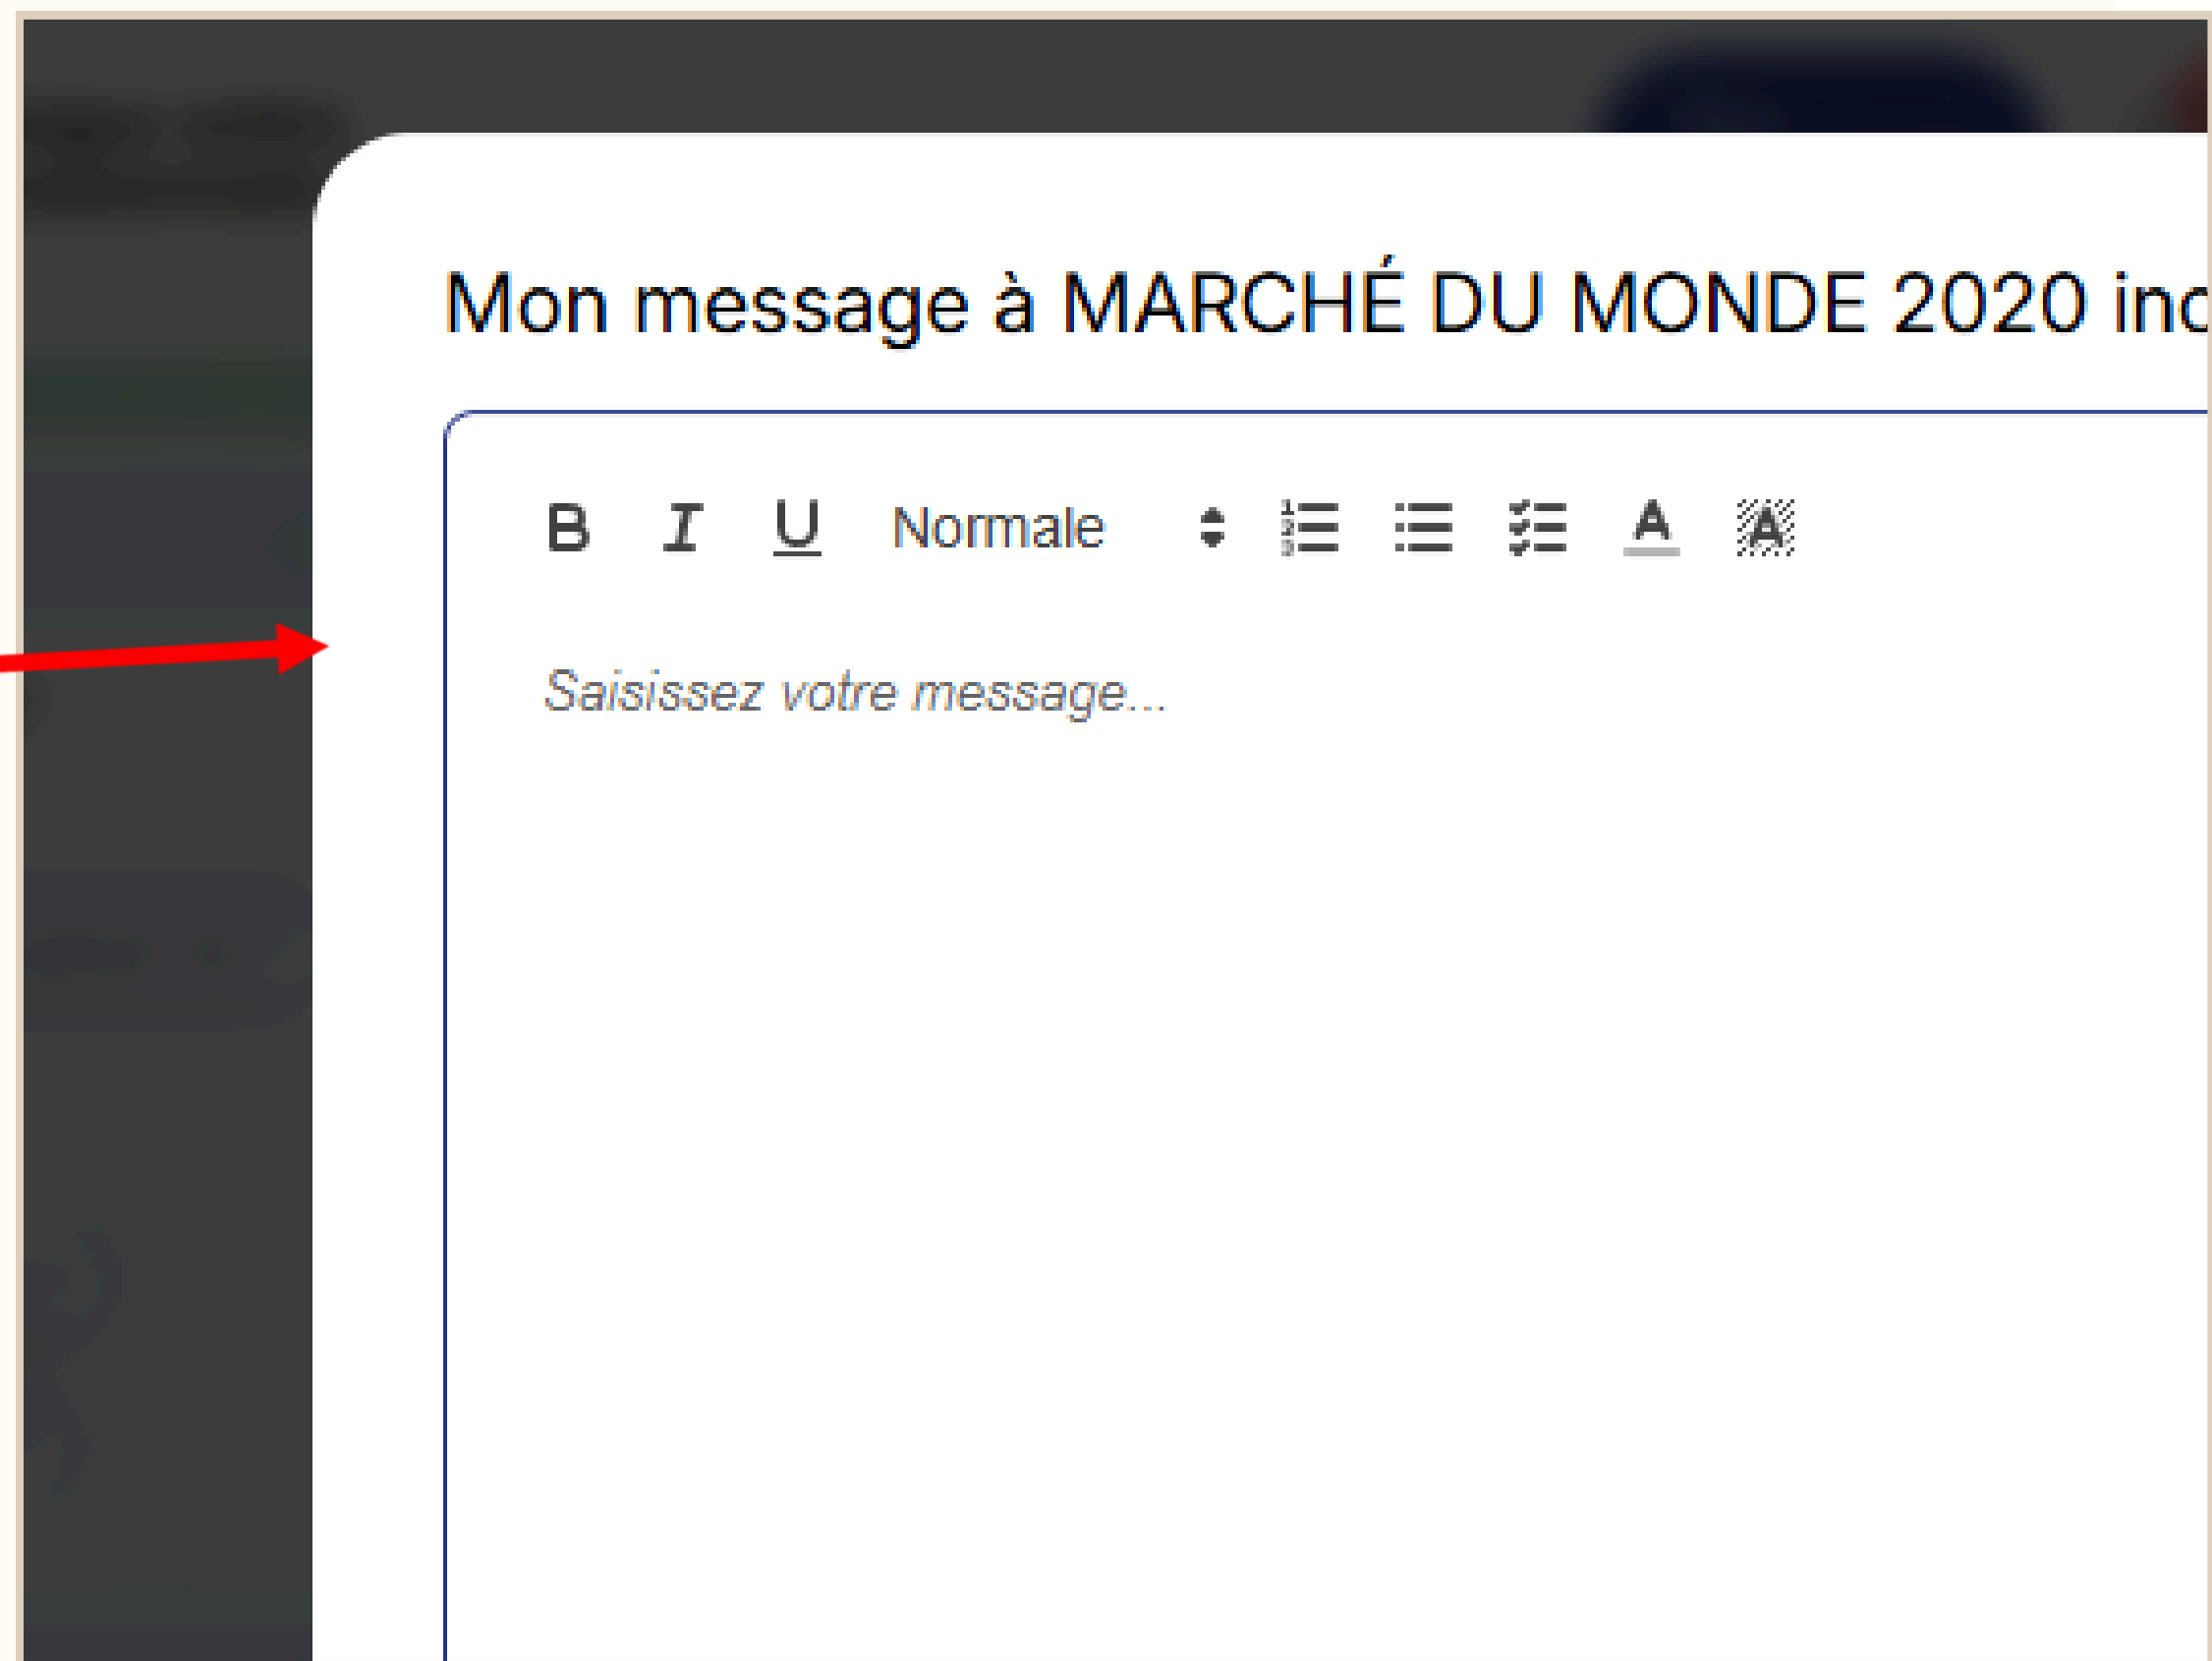 Mon message à MARCHÉ DU MONDE 2020
B I U Normale
Saisissez votre message...